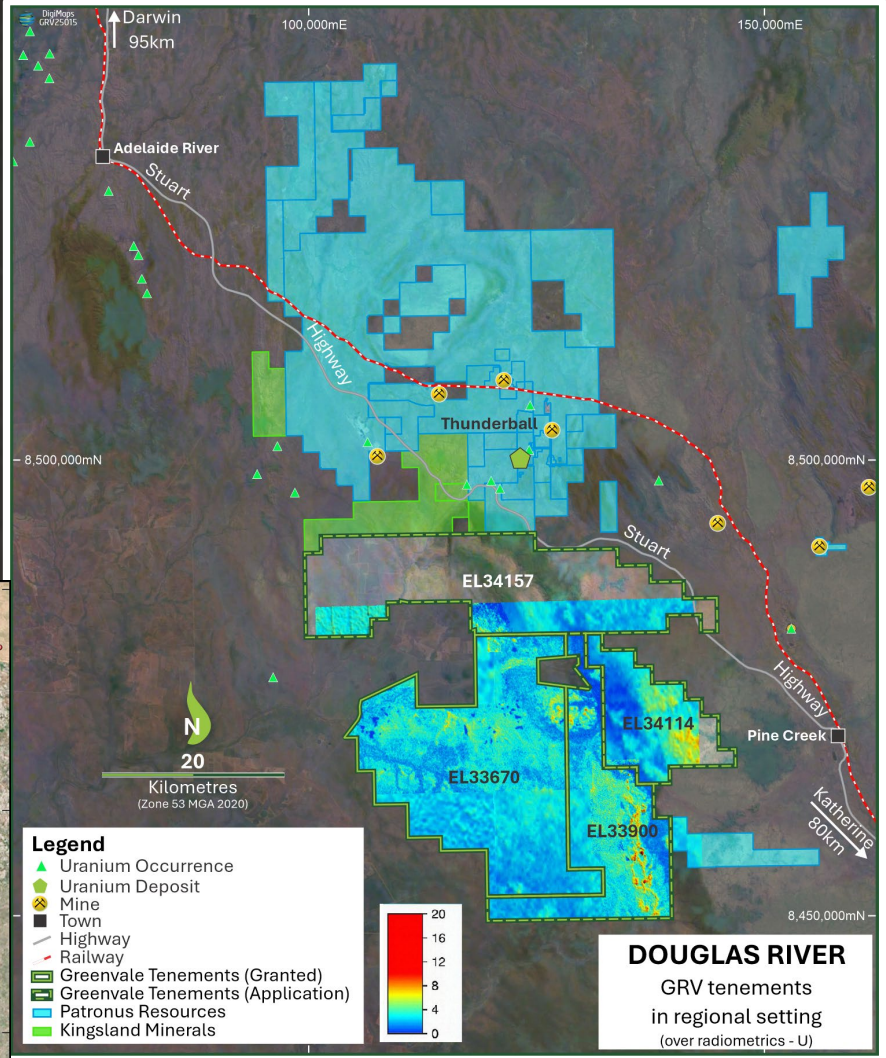 DigiMaps
GRV25015
Darwin
95km
100,000mE
150,000mE
Adelaide River
Stuart
Highway
Thunderball
8,500,000mN
8,500,000mN
Stuart
EL34157
Highway
EL34114
Pine Creek
N
20
Kilometres
(Zone 53 MGA 2020)
EL33670
EL33900
Katherine
80km
Legend
Uranium Occurrence
Uranium Deposit
Mine
Town
Highway
Railway
Greenvale Tenements (Granted)
Greenvale Tenements (Application)
Patronus Resources
Kingsland Minerals
20
16
12
8
4
0
8,450,000mN
DOUGLAS RIVER
GRV tenements
in regional setting
(over radiometrics - U)